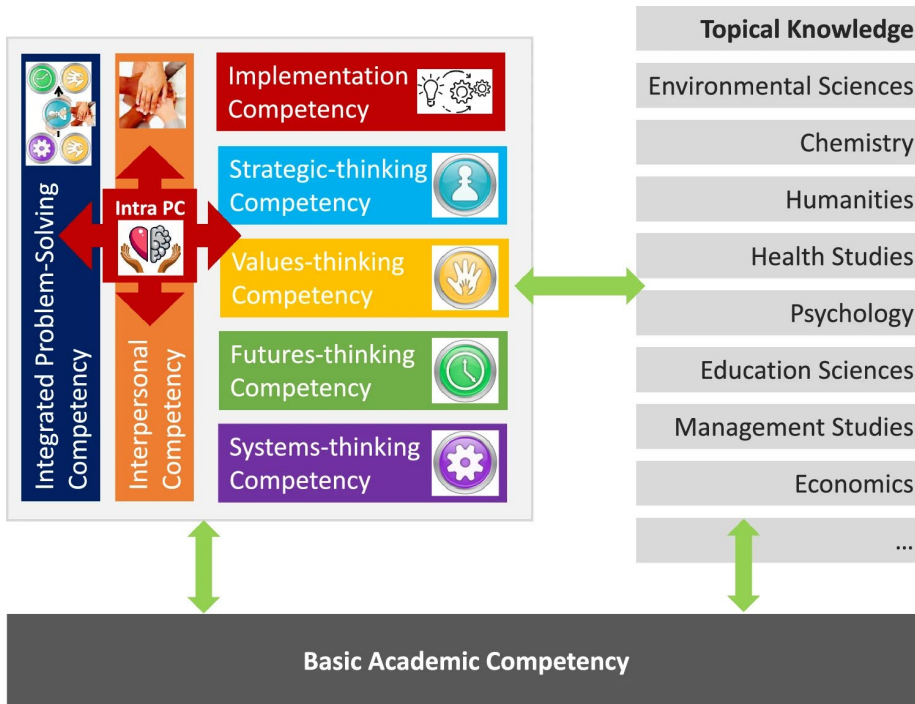 Integrated Problem-Solving
Competency
Interpersonal
Competency
Intra PC
Implementation
Competency
Strategic-thinking
Competency
Values-thinking
Competency
Futures-thinking
Competency
Systems-thinking
Competency
Topical Knowledge
Environmental Sciences
Chemistry
Humanities
Health Studies
Psychology
Education Sciences
Management Studies
Economics
...
Basic Academic Competency